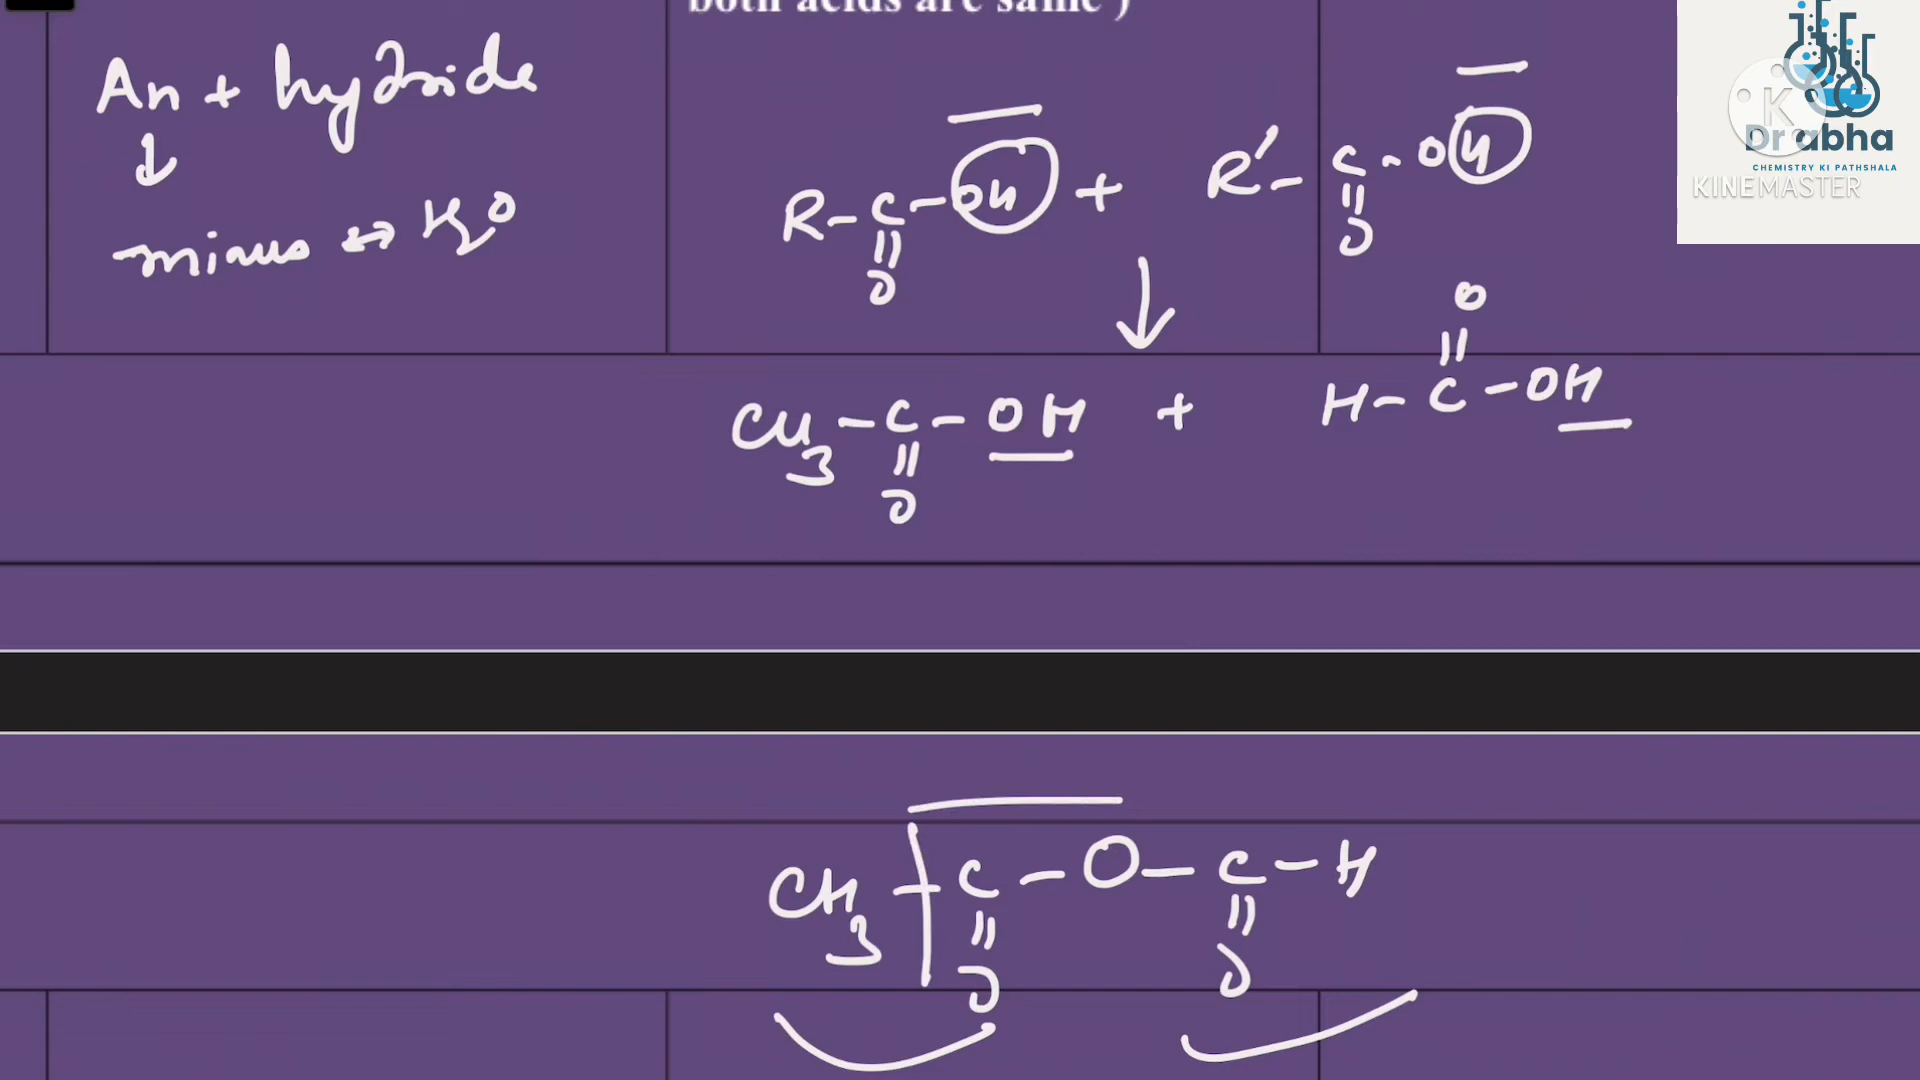 both acids are same )
An + hydride
↓
minus ↔ H2O
R-C-OH + R'-C-OH
|| ||
O O
↓
O
||
CH3-C-OH + H-C-OH
||
O
CH3-C-O-C-H
|| ||
O O
K
Dr abha
CHEMISTRY KI PATHSHALA
KINEMASTER